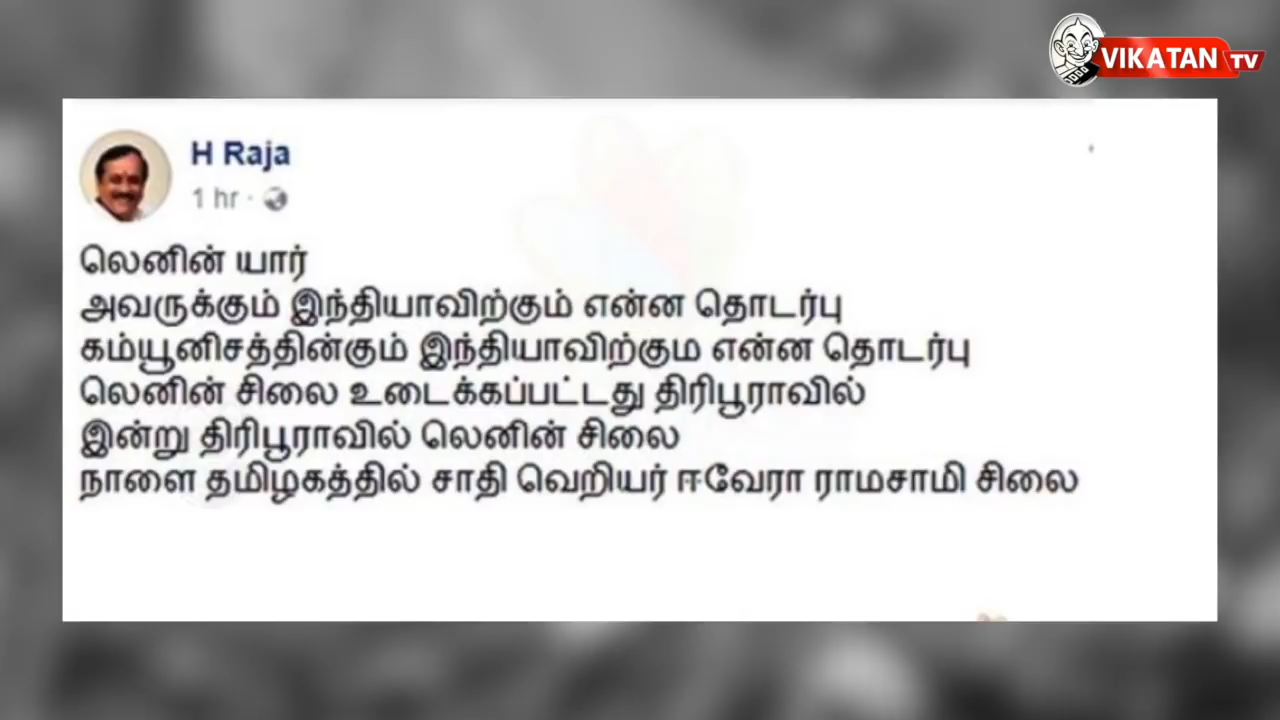 VIKATAN TV
H Raja
1 hr ·
லெனின் யார்
அவருக்கும் இந்தியாவிற்கும் என்ன தொடர்பு
கம்யூனிசத்தின்கும் இந்தியாவிற்கும என்ன தொடர்பு
லெனின் சிலை உடைக்கப்பட்டது திரிபூராவில்
இன்று திரிபூராவில் லெனின் சிலை
நாளை தமிழகத்தில் சாதி வெறியர் ஈவேரா ராமசாமி சிலை